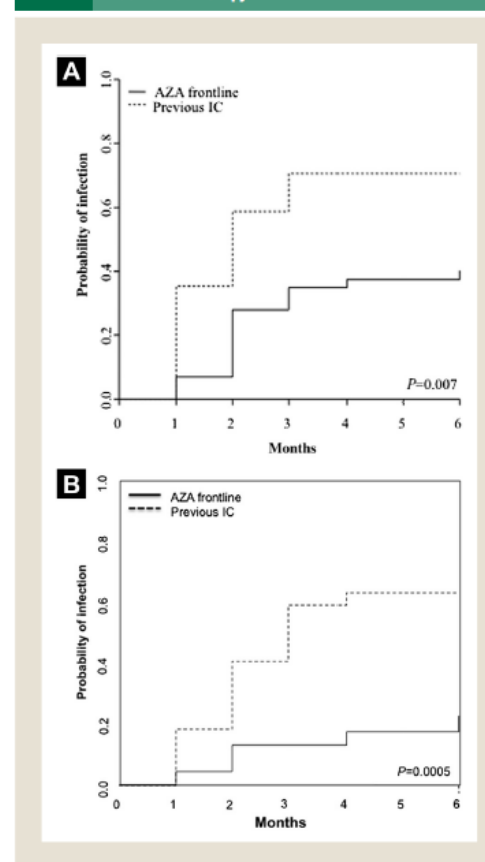 A
AZA frontline
Previous IC
Probability of infection
1.0
0.8
0.6
0.4
0.2
0.0
P=0.007
0 1 2 3 4 5 6
Months
B
AZA frontline
Previous IC
Probability of infection
1.0
0.8
0.6
0.4
0.2
0.0
P=0.0005
0 1 2 3 4 5 6
Months